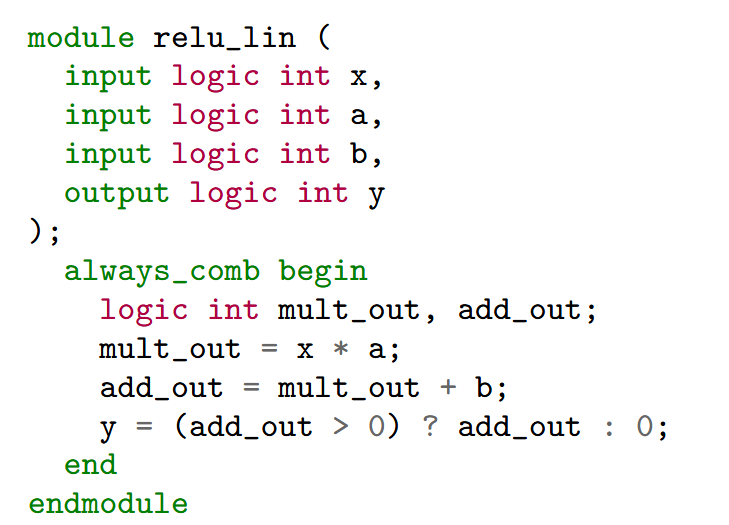 module relu_lin (
  input logic int x,
  input logic int a,
  input logic int b,
  output logic int y
);
  always_comb begin
    logic int mult_out, add_out;
    mult_out = x * a;
    add_out = mult_out + b;
    y = (add_out > 0) ? add_out : 0;
  end
endmodule